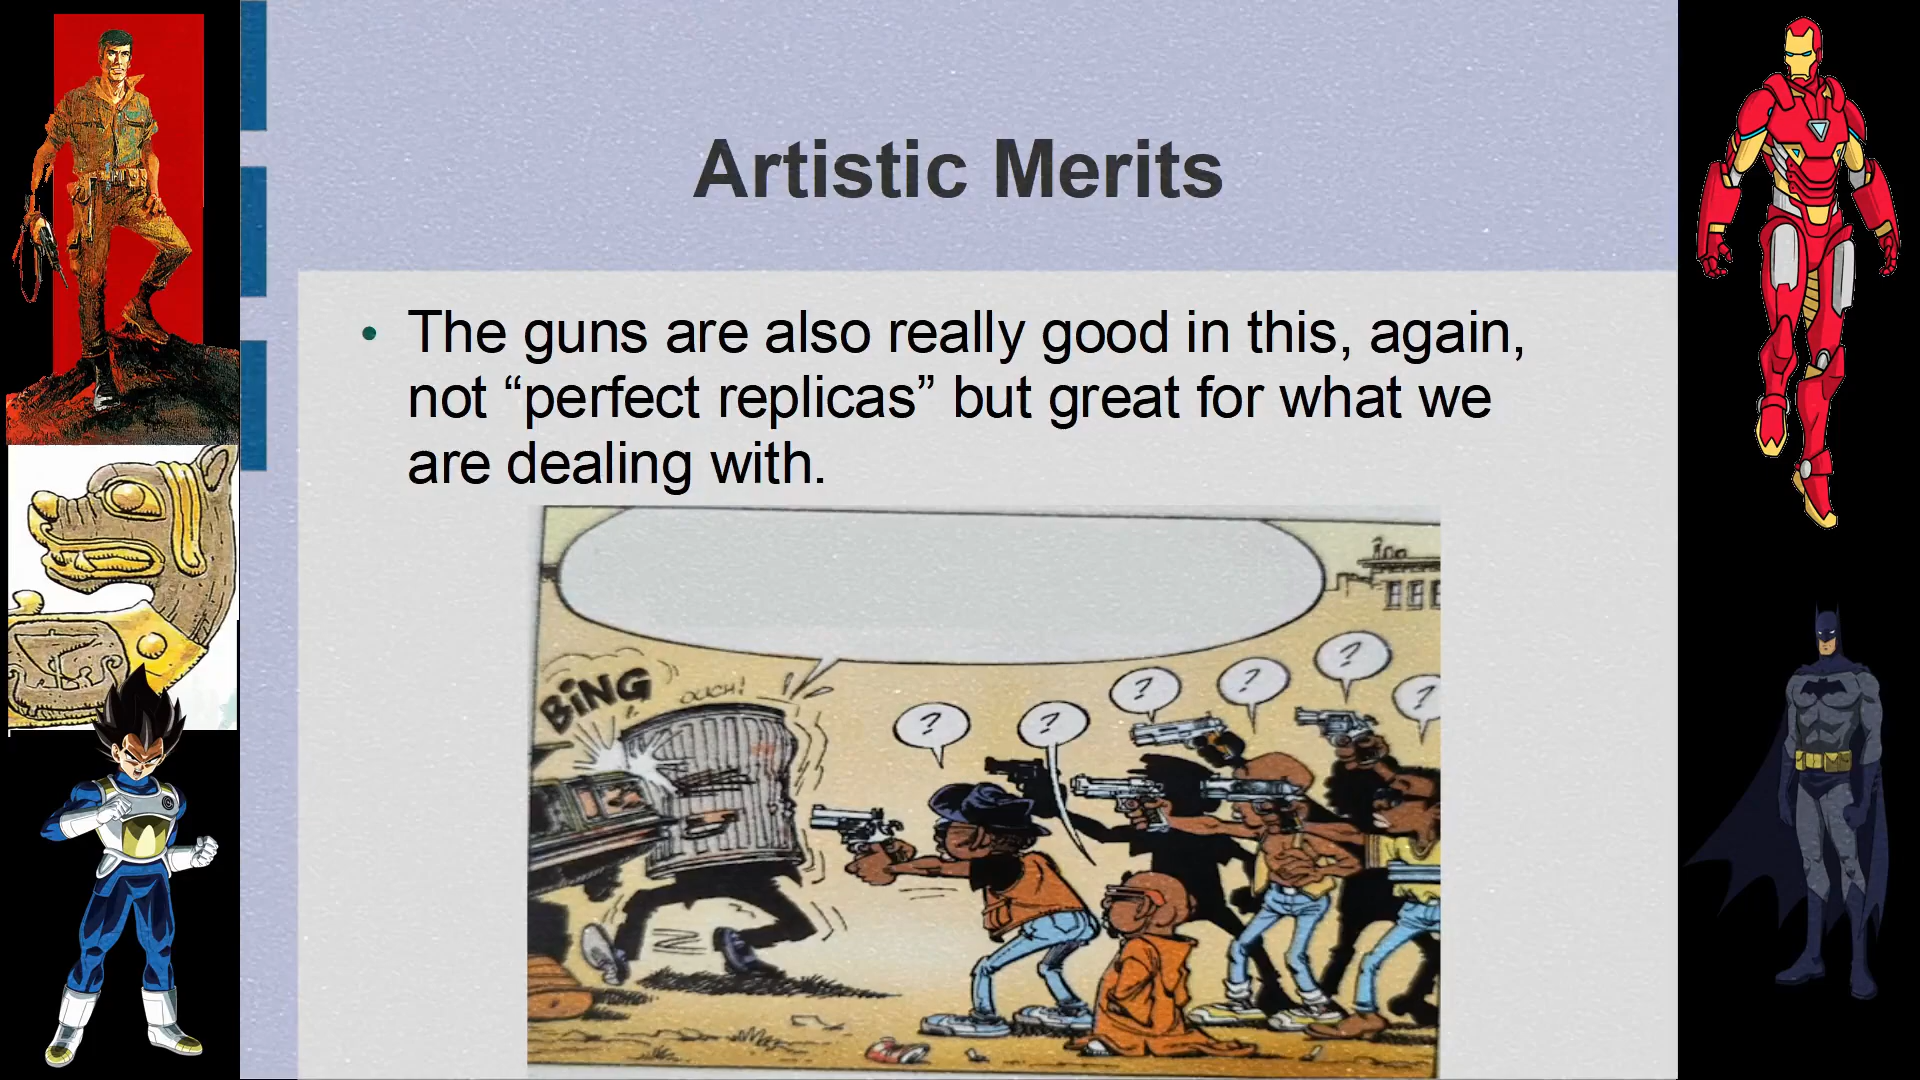 Artistic Merits
• The guns are also really good in this, again,
not “perfect replicas” but great for what we
are dealing with.
BING
OUCH!
?
?
?
?
?
?